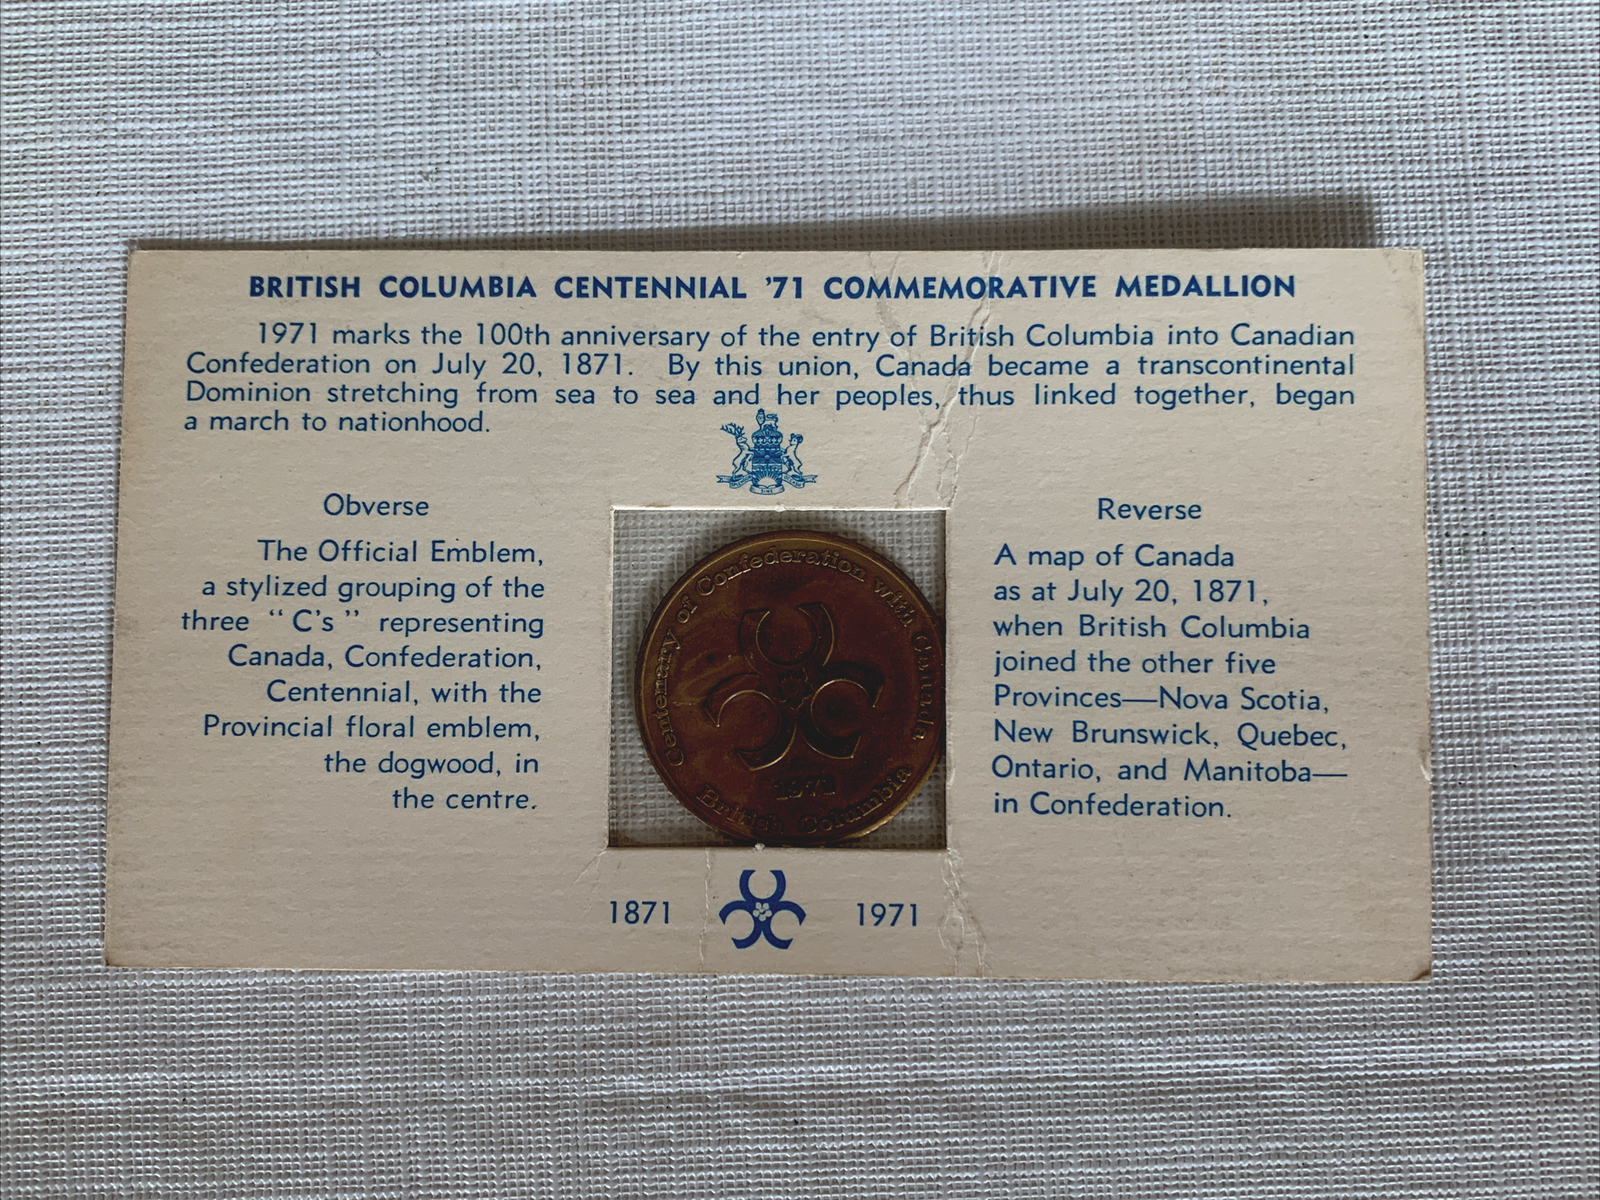 BRITISH COLUMBIA CENTENNIAL '71 COMMEMORATIVE MEDALLION
1971 marks the 100th anniversary of the entry of British Columbia into Canadian
Confederation on July 20, 1871. By this union, Canada became a transcontinental
Dominion stretching from sea to sea and her peoples, thus linked together, began
a march to nationhood.
Obverse
The Official Emblem,
a stylized grouping of the
three "C's" representing
Canada, Confederation,
Centennial, with the
Provincial floral emblem,
the dogwood, in
the centre.
Centenary of Confederation with Canada
1971
British Columbia
Reverse
A map of Canada
as at July 20, 1871,
when British Columbia
joined the other five
Provinces—Nova Scotia,
New Brunswick, Quebec,
Ontario, and Manitoba—
in Confederation.
1871 1971